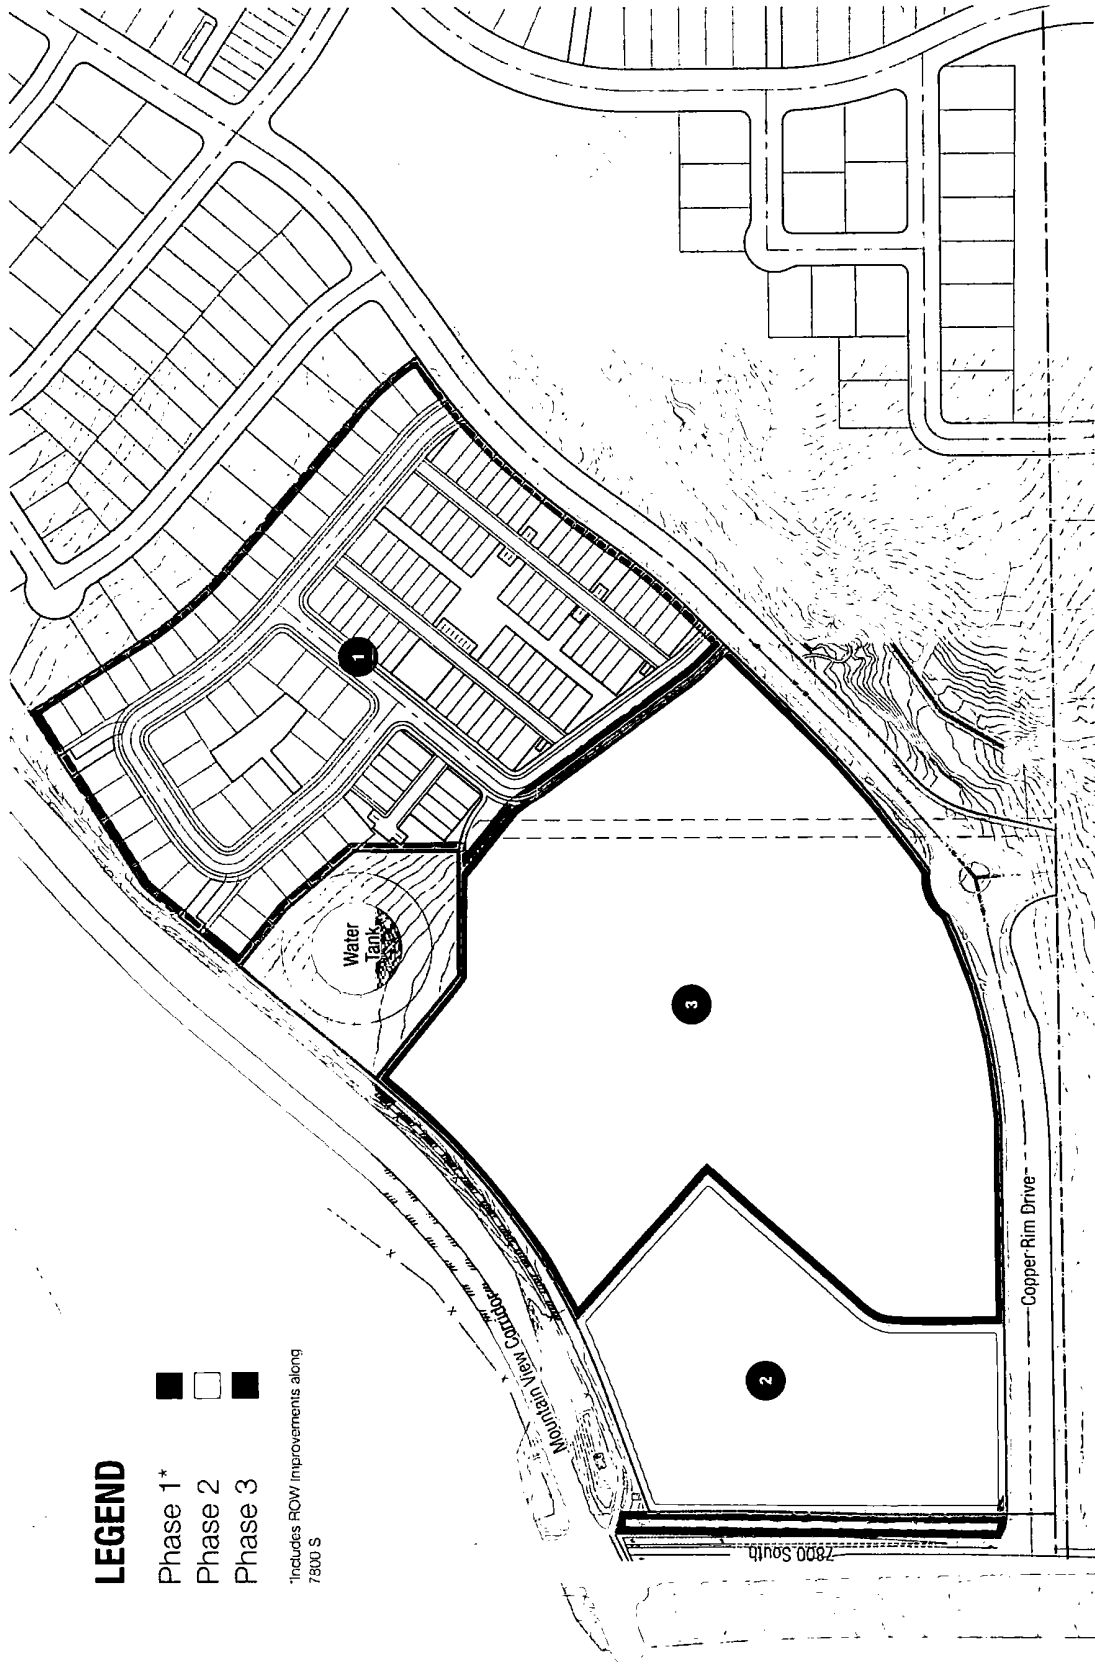 LEGEND
Phase 1*
Phase 2
Phase 3
*Includes ROW Improvements along
7800 S
Water
Tank
1
3
2
Mountain View Corridor
Copper Rim Drive
7800 South